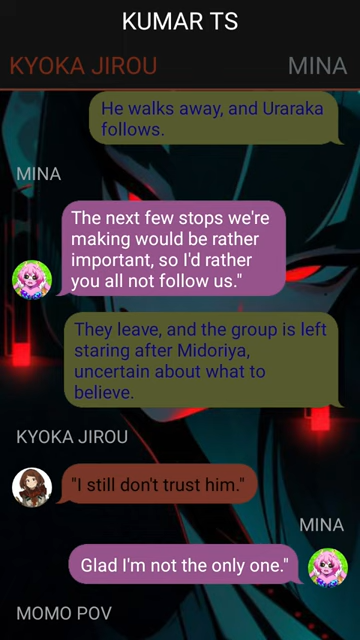 KUMAR TS
KYOKA JIROU
MINA
He walks away, and Uraraka
follows.
MINA
The next few stops we're
making would be rather
important, so I'd rather
you all not follow us."
They leave, and the group is left
staring after Midoriya,
uncertain about what to
believe.
KYOKA JIROU
"I still don't trust him."
MINA
Glad I'm not the only one."
MOMO POV